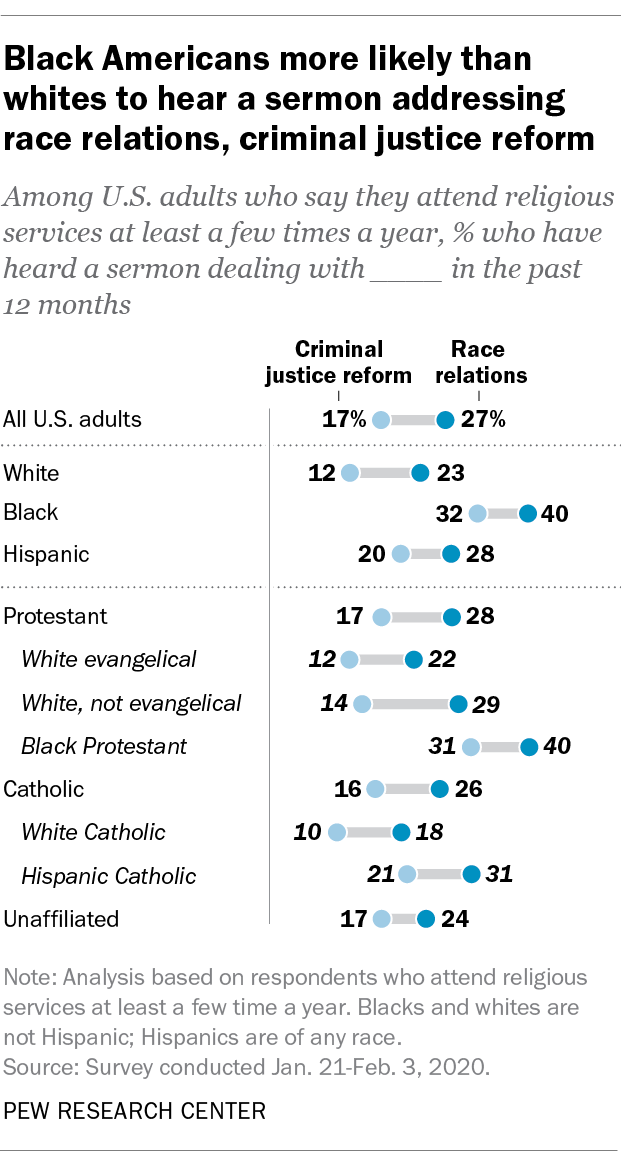 Black Americans more likely than
whites to hear a sermon addressing
race relations, criminal justice reform
Among U.S. adults who say they attend religious
services at least a few times a year, % who have
heard a sermon dealing with ____ in the past
12 months
Criminal
justice reform
Race
relations
All U.S. adults 17% 27%
White 12 23
Black 32 40
Hispanic 20 28
Protestant 17 28
White evangelical 12 22
White, not evangelical 14 29
Black Protestant 31 40
Catholic 16 26
White Catholic 10 18
Hispanic Catholic 21 31
Unaffiliated 17 24
Note: Analysis based on respondents who attend religious
services at least a few time a year. Blacks and whites are
not Hispanic; Hispanics are of any race.
Source: Survey conducted Jan. 21-Feb. 3, 2020.
PEW RESEARCH CENTER